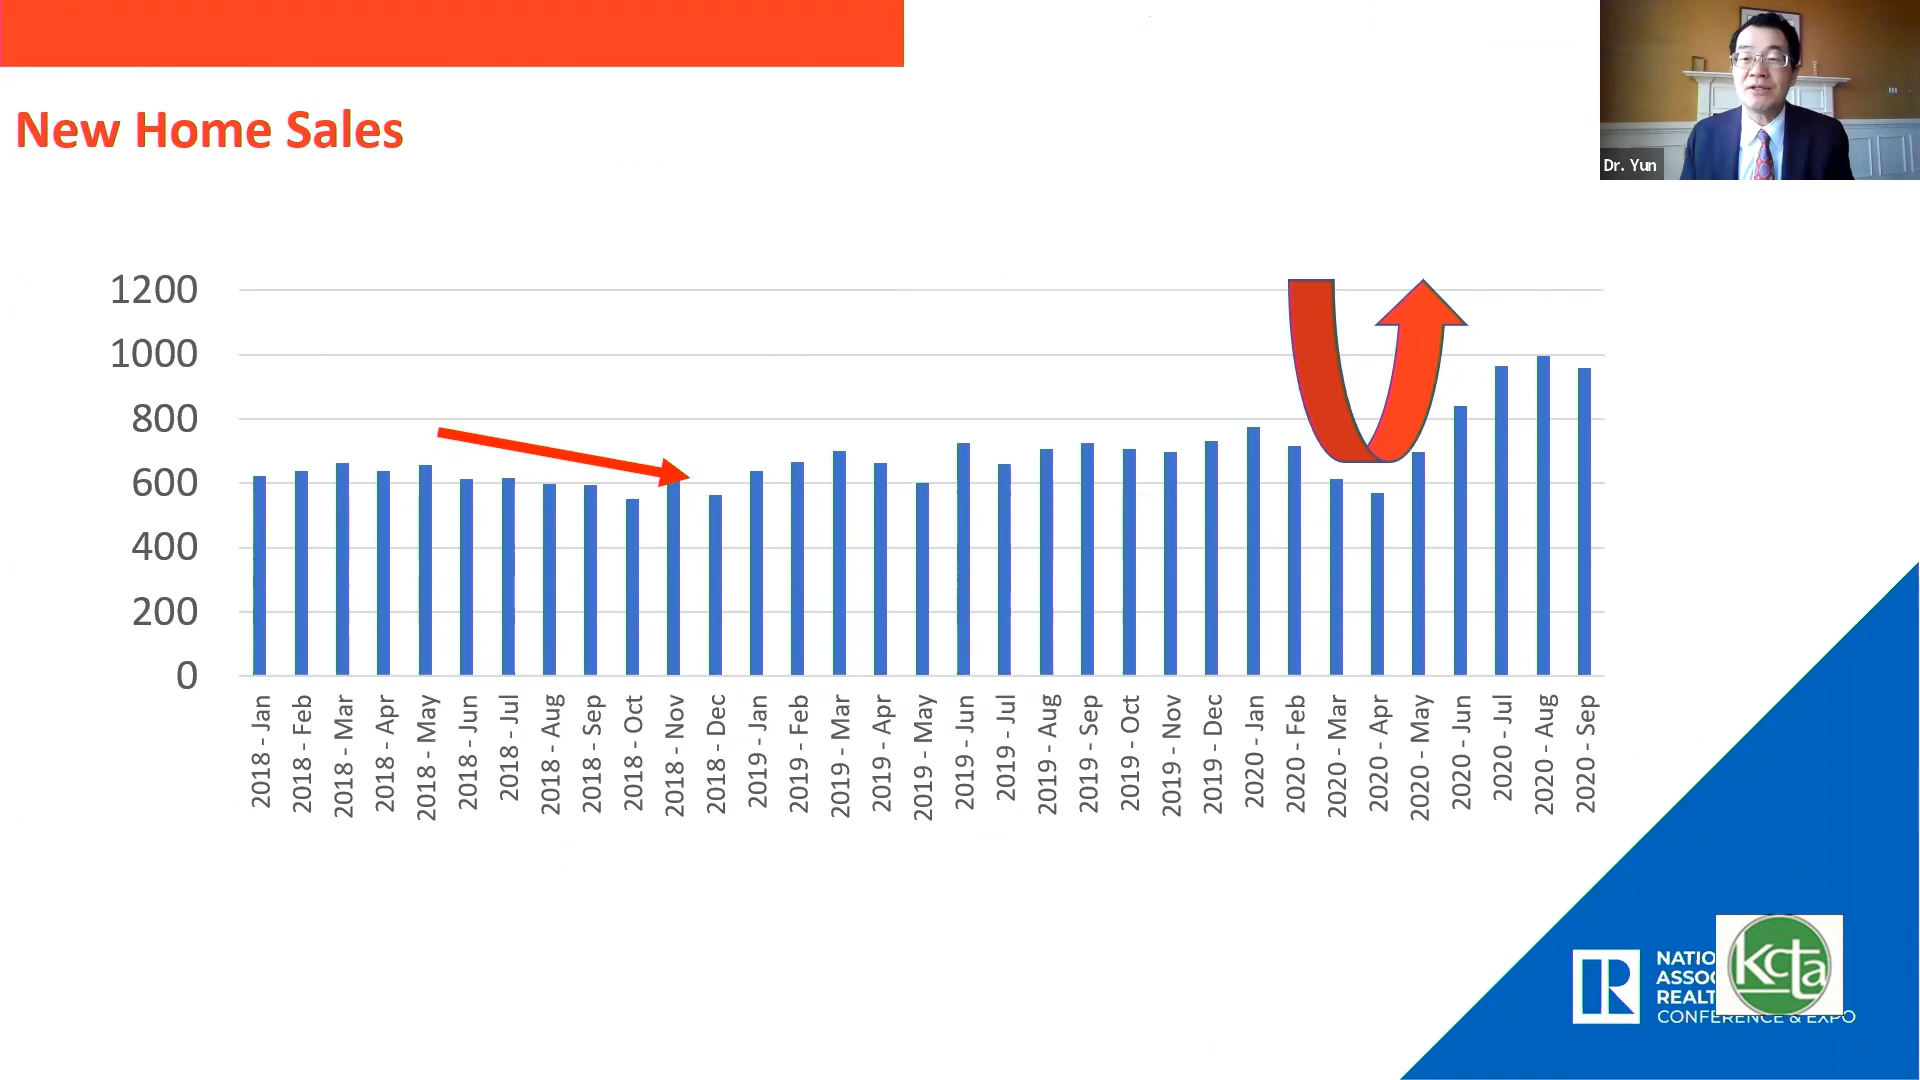 New Home Sales
Dr. Yun
1200
1000
800
600
400
200
0
2018 - Jan
2018 - Feb
2018 - Mar
2018 - Apr
2018 - May
2018 - Jun
2018 - Jul
2018 - Aug
2018 - Sep
2018 - Oct
2018 - Nov
2018 - Dec
2019 - Jan
2019 - Feb
2019 - Mar
2019 - Apr
2019 - May
2019 - Jun
2019 - Jul
2019 - Aug
2019 - Sep
2019 - Oct
2019 - Nov
2019 - Dec
2020 - Jan
2020 - Feb
2020 - Mar
2020 - Apr
2020 - May
2020 - Jun
2020 - Jul
2020 - Aug
2020 - Sep
R
NATIO
ASSO
REALT
CONFERENCE & EXPO
kcta